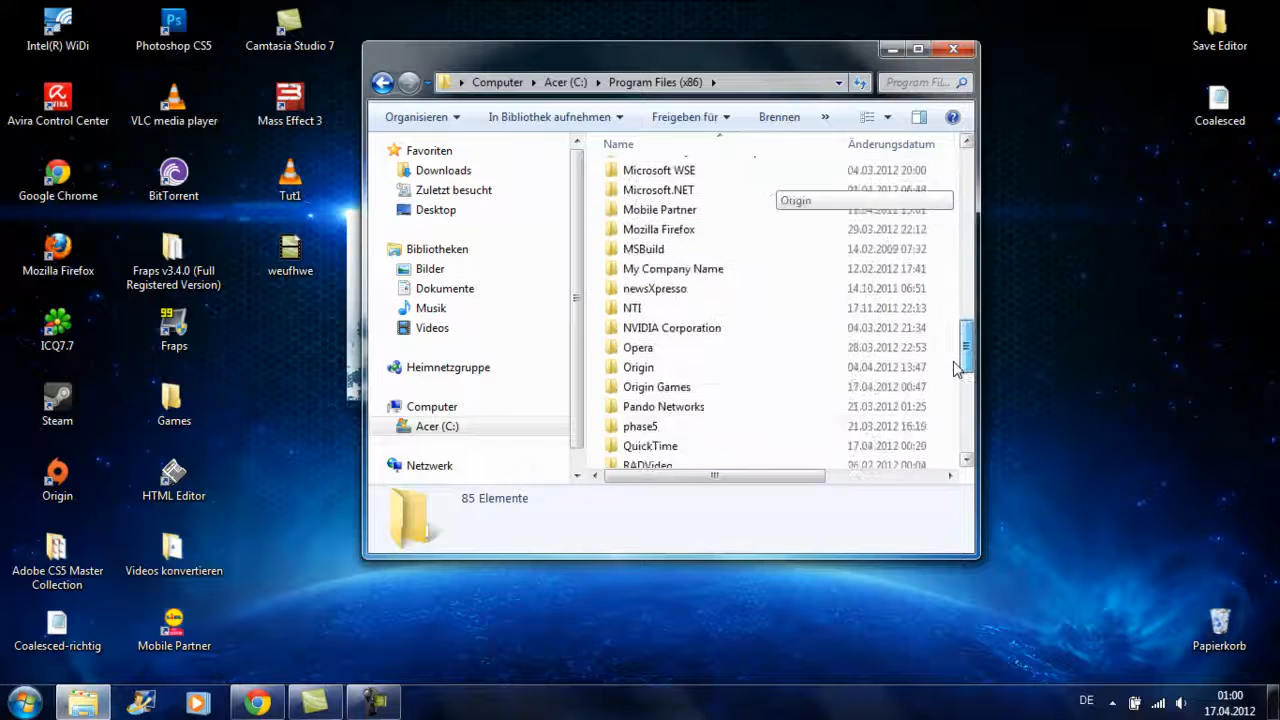 Intel(R) WiDi
Photoshop CS5
Camtasia Studio 7
Save Editor
Avira Control Center
VLC media player
Mass Effect 3
Coalesced
Google Chrome
BitTorrent
Tut1
Mozilla Firefox
Fraps v3.4.0 (Full
Registered Version)
weufhwe
ICQ7.7
99
Fraps
Steam
Games
Origin
HTML Editor
Adobe CS5 Master
Collection
Videos konvertieren
Coalesced-richtig
Mobile Partner
Papierkorb
Computer
Acer (C:)
Program Files (x86)
Program Fil...
Organisieren
In Bibliothek aufnehmen
Freigeben für
Brennen
»
Favoriten
Downloads
Zuletzt besucht
Desktop
Bibliotheken
Bilder
Dokumente
Musik
Videos
Heimnetzgruppe
Computer
Acer (C:)
Netzwerk
Name
Änderungsdatum
Microsoft WSE 04.03.2012 20:00
Microsoft.NET
Origin
Mobile Partner
Mozilla Firefox 29.03.2012 22:12
MSBuild 14.02.2009 07:32
My Company Name 12.02.2012 17:41
newsXpresso 14.10.2011 06:51
NTI 17.11.2011 22:13
NVIDIA Corporation 04.03.2012 21:34
Opera 28.03.2012 22:53
Origin 04.04.2012 13:47
Origin Games 17.04.2012 00:47
Pando Networks 21.03.2012 01:25
phase5 21.03.2012 16:19
QuickTime 17.04.2012 00:20
RADVideo 26.02.2012 00:04
85 Elemente
DE
01:00
17.04.2012